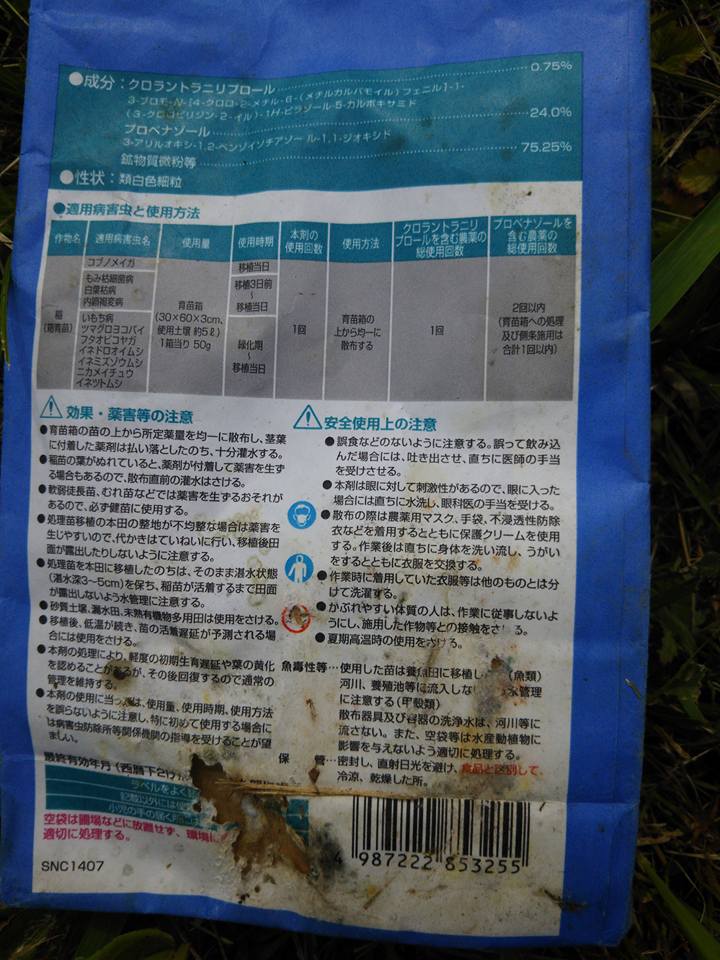 ●成分：クロラントラニリプロール……0.75%
3-ブロモ-N-[4-クロロ-2-メチル-6-(メチルカルバモイル)フェニル]-1-
(3-クロロピリジン-2-イル)-1H-ピラゾール-5-カルボキサミド
プロベナゾール……24.0%
3-アリルオキシ-1,2-ベンゾイソチアゾール-1,1-ジオキシド
鉱物質微粉等……75.25%
●性状：類白色細粒
●適用病害虫と使用方法
作物名 適用病害虫名 使用量 使用時期 本剤の使用回数 使用方法 クロラントラニリプロールを含む農薬の総使用回数 プロベナゾールを含む農薬の総使用回数
稲(箱育苗)
コブノメイガ
もみ枯細菌病
白葉枯病
内穎褐変病
いもち病
ツマグロヨコバイ
フタオビコヤガ
イネドロオイムシ
イネミズゾウムシ
ニカメイチュウ
イネツトムシ
育苗箱
(30×60×3cm、
使用土壌 約5ℓ)
1箱当り 50g
移植当日
移植3日前
～
移植当日
緑化期
～
移植当日
1回
育苗箱の
上から均一に
散布する
1回
2回以内
(育苗箱への処理
及び側条施用は
合計1回以内)
効果・薬害等の注意
●育苗箱の苗の上から所定薬量を均一に散布し、茎葉
に付着した薬剤は払い落としたのち、十分灌水する。
●稲苗の葉がぬれていると、薬剤が付着して薬害を生ず
る場合もあるので、散布直前の灌水はさける。
●軟弱徒長苗、むれ苗などでは薬害を生ずるおそれが
あるので、必ず健苗に使用する。
●処理苗移植の本田の整地が不均整な場合は薬害を
生じやすいので、代かきはていねいに行い、移植後田
面が露出したりしないように注意する。
●処理苗を本田に移植したのちは、そのまま湛水状態
(湛水深3～5cm)を保ち、稲苗が活着するまで田面
が露出しないよう水管理に注意する。
●砂質土壌、漏水田、未熟有機物多用田は使用をさける。
●移植後、低温が続き、苗の活着遅延が予測される場
合には使用をさける。
●本剤の処理により、軽度の初期生育遅延や葉の黄化
を認めることがあるが、その後回復するので通常の
管理を維持する。
●本剤の使用に当っては、使用量、使用時期、使用方法
を誤らないように注意し、特に初めて使用する場合に
は病害虫防除所等関係機関の指導を受けることが望
ましい。
安全使用上の注意
●誤食などのないように注意する。誤って飲み込
んだ場合には、吐き出させ、直ちに医師の手当
を受けさせる。
●本剤は眼に対して刺激性があるので、眼に入った
場合には直ちに水洗し、眼科医の手当を受ける。
●散布の際は農薬用マスク、手袋、不浸透性防除
衣などを着用するとともに保護クリームを使用
する。作業後は直ちに身体を洗い流し、うがい
をするとともに衣服を交換する。
●作業時に着用していた衣服等は他のものとは分
けて洗濯する。
●かぶれやすい体質の人は、作業に従事しないよ
うにし、施用した作物等との接触をさ る。
●夏期高温時の使用をさける。
魚毒性等…使用した苗は養魚田に移植し (魚類)
河川、養殖池等に流入しな 水管理
に注意する(甲殻類)
散布器具及び容器の洗浄水は、河川等に
流さない。また、空袋等は水産動植物に
影響を与えないよう適切に処理する。
保 管…密封し、直射日光を避け、食品と区別して、
冷涼、乾燥した所。
最終有効年月(西暦下2け
ラベルをよく
記載以外には使
小児の手の届く
空袋は圃場などに放置せず、環境に
適切に処理する。
SNC1407
4 987222 853255